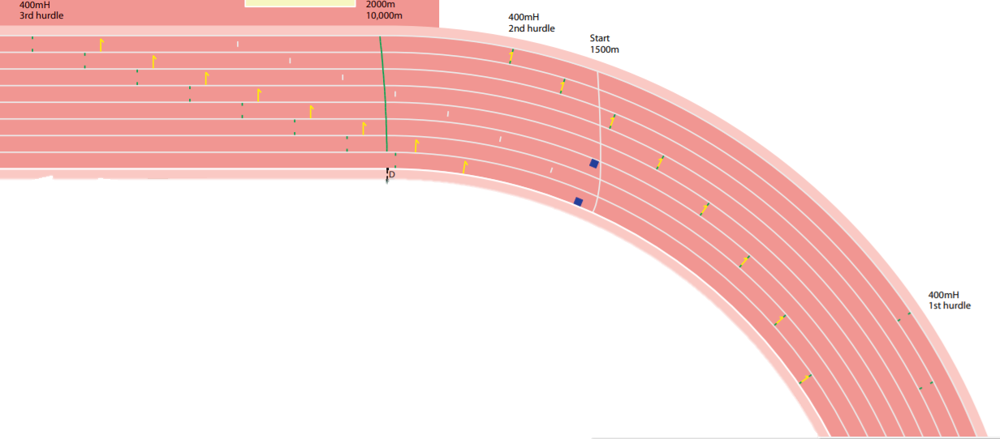 400mH
3rd hurdle
2000m
10,000m
400mH
2nd hurdle
Start
1500m
D
400mH
1st hurdle